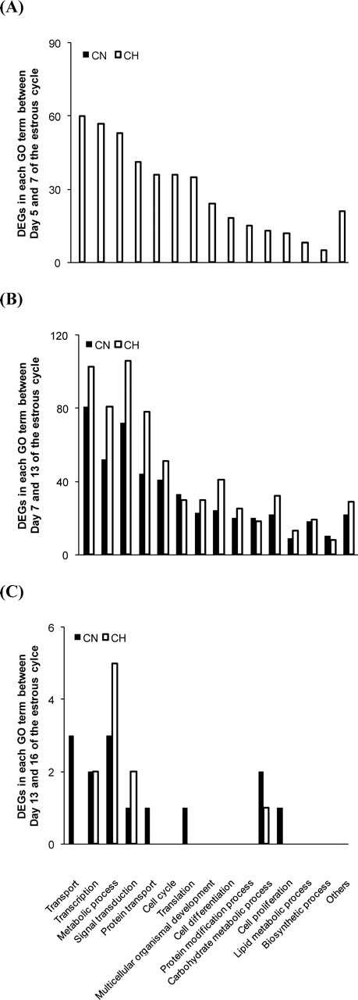 (A)
DEGs in each GO term between
Day 5 and 7 of the estrous cycle
90
60
30
0
CN CH
(B)
DEGs in each GO term between
Day 7 and 13 of the estrous cycle
120
80
40
0
CN CH
(C)
DEGs in each GO term between
Day 13 and 16 of the estrous cylce
6
4
2
0
CN CH
Transport
Transcription
Metabolic process
Signal transduction
Protein transport
Cell cycle
Translation
Multicellular organismal development
Cell differentiation
Protein modification process
Carbohydrate metabolic process
Cell proliferation
Lipid metabolic process
Biosynthetic process
Others